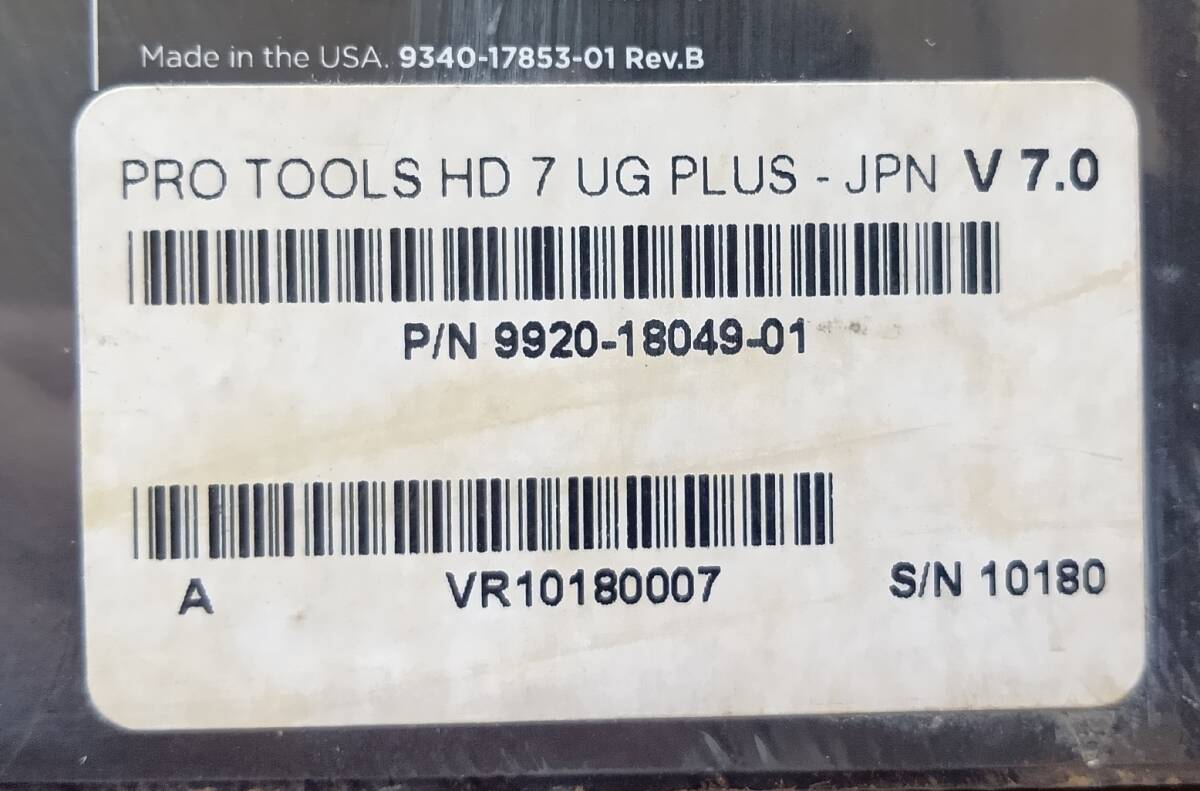 Made in the USA. 9340-17853-01 Rev.B
PRO TOOLS HD 7 UG PLUS - JPN V 7.0
P/N 9920-18049-01
A VR10180007 S/N 10180